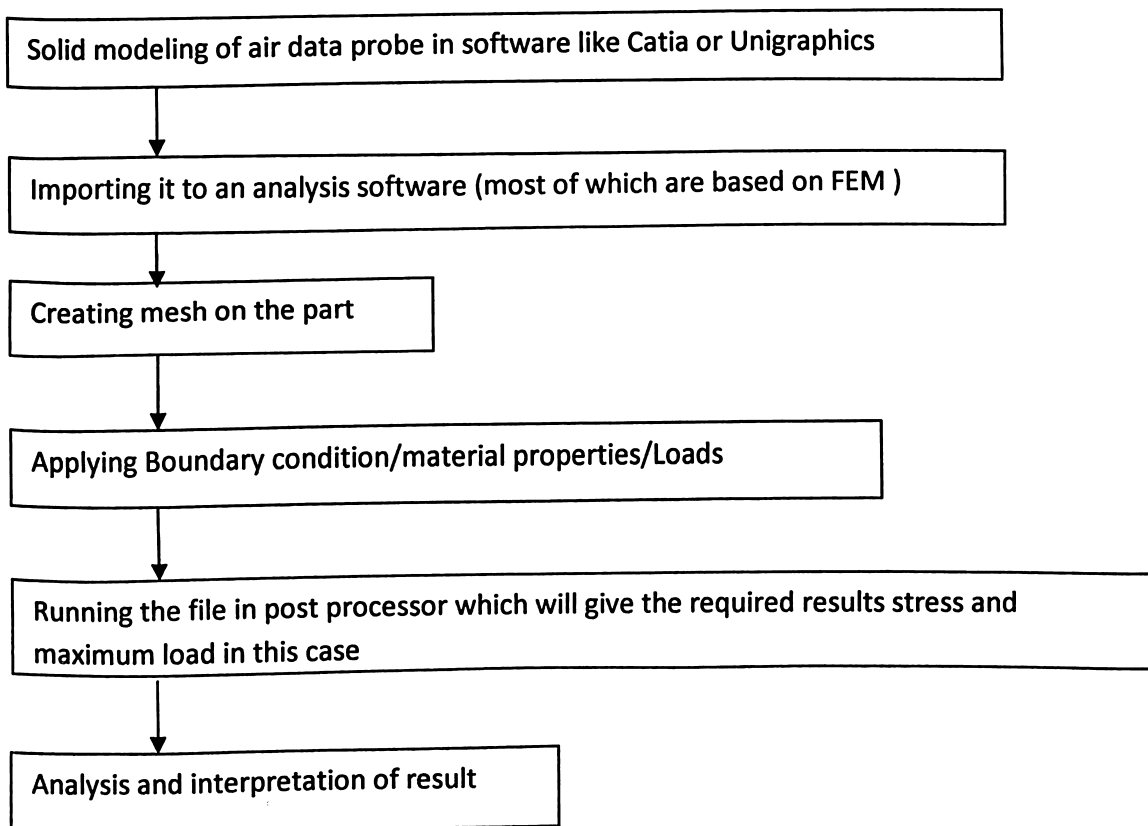 Solid modeling of air data probe in software like Catia or Unigraphics
Importing it to an analysis software (most of which are based on FEM )
Creating mesh on the part
Applying Boundary condition/material properties/Loads
Running the file in post processor which will give the required results stress and
maximum load in this case
Analysis and interpretation of result